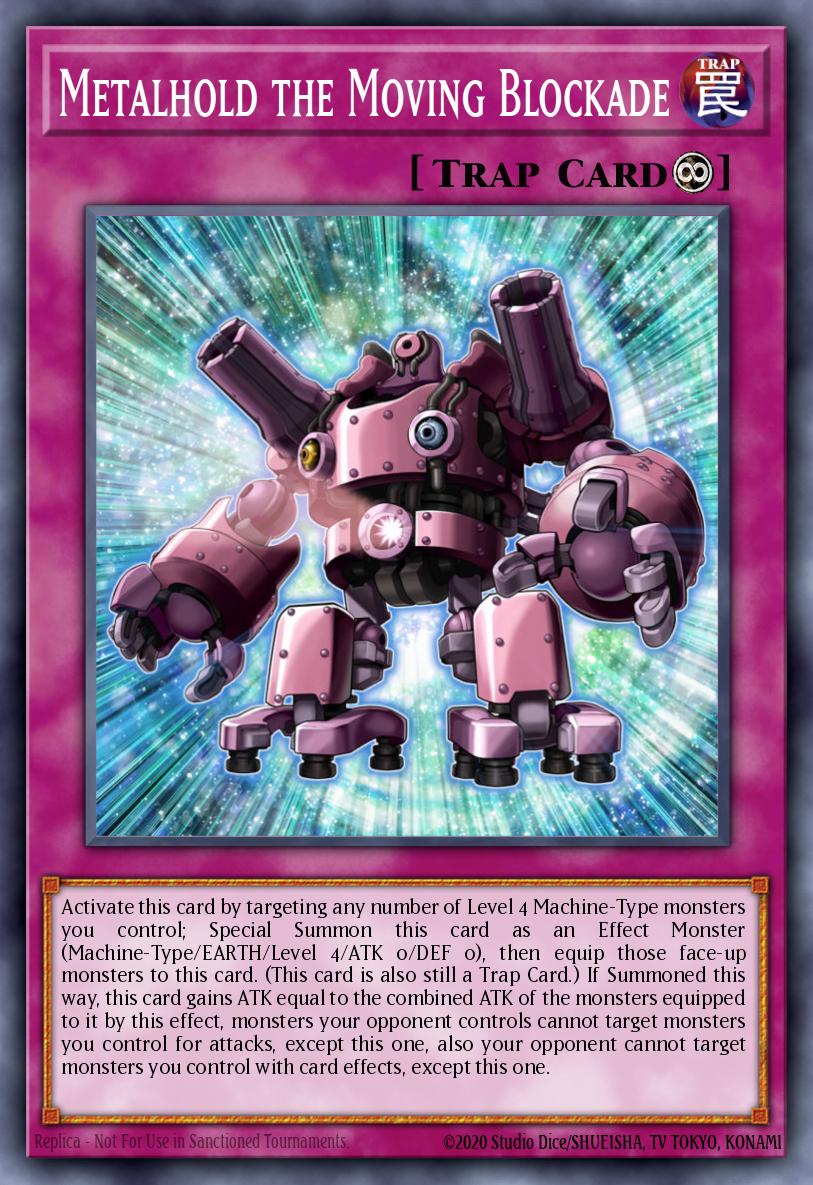 Metalhold the Moving Blockade
TRAP
罠
[Trap Card]
Activate this card by targeting any number of Level 4 Machine-Type monsters
you control; Special Summon this card as an Effect Monster
(Machine-Type/EARTH/Level 4/ATK 0/DEF 0), then equip those face-up
monsters to this card. (This card is also still a Trap Card.) If Summoned this
way, this card gains ATK equal to the combined ATK of the monsters equipped
to it by this effect, monsters your opponent controls cannot target monsters
you control for attacks, except this one, also your opponent cannot target
monsters you control with card effects, except this one.
Replica - Not For Use in Sanctioned Tournaments.
©2020 Studio Dice/SHUEISHA, TV TOKYO, KONAMI